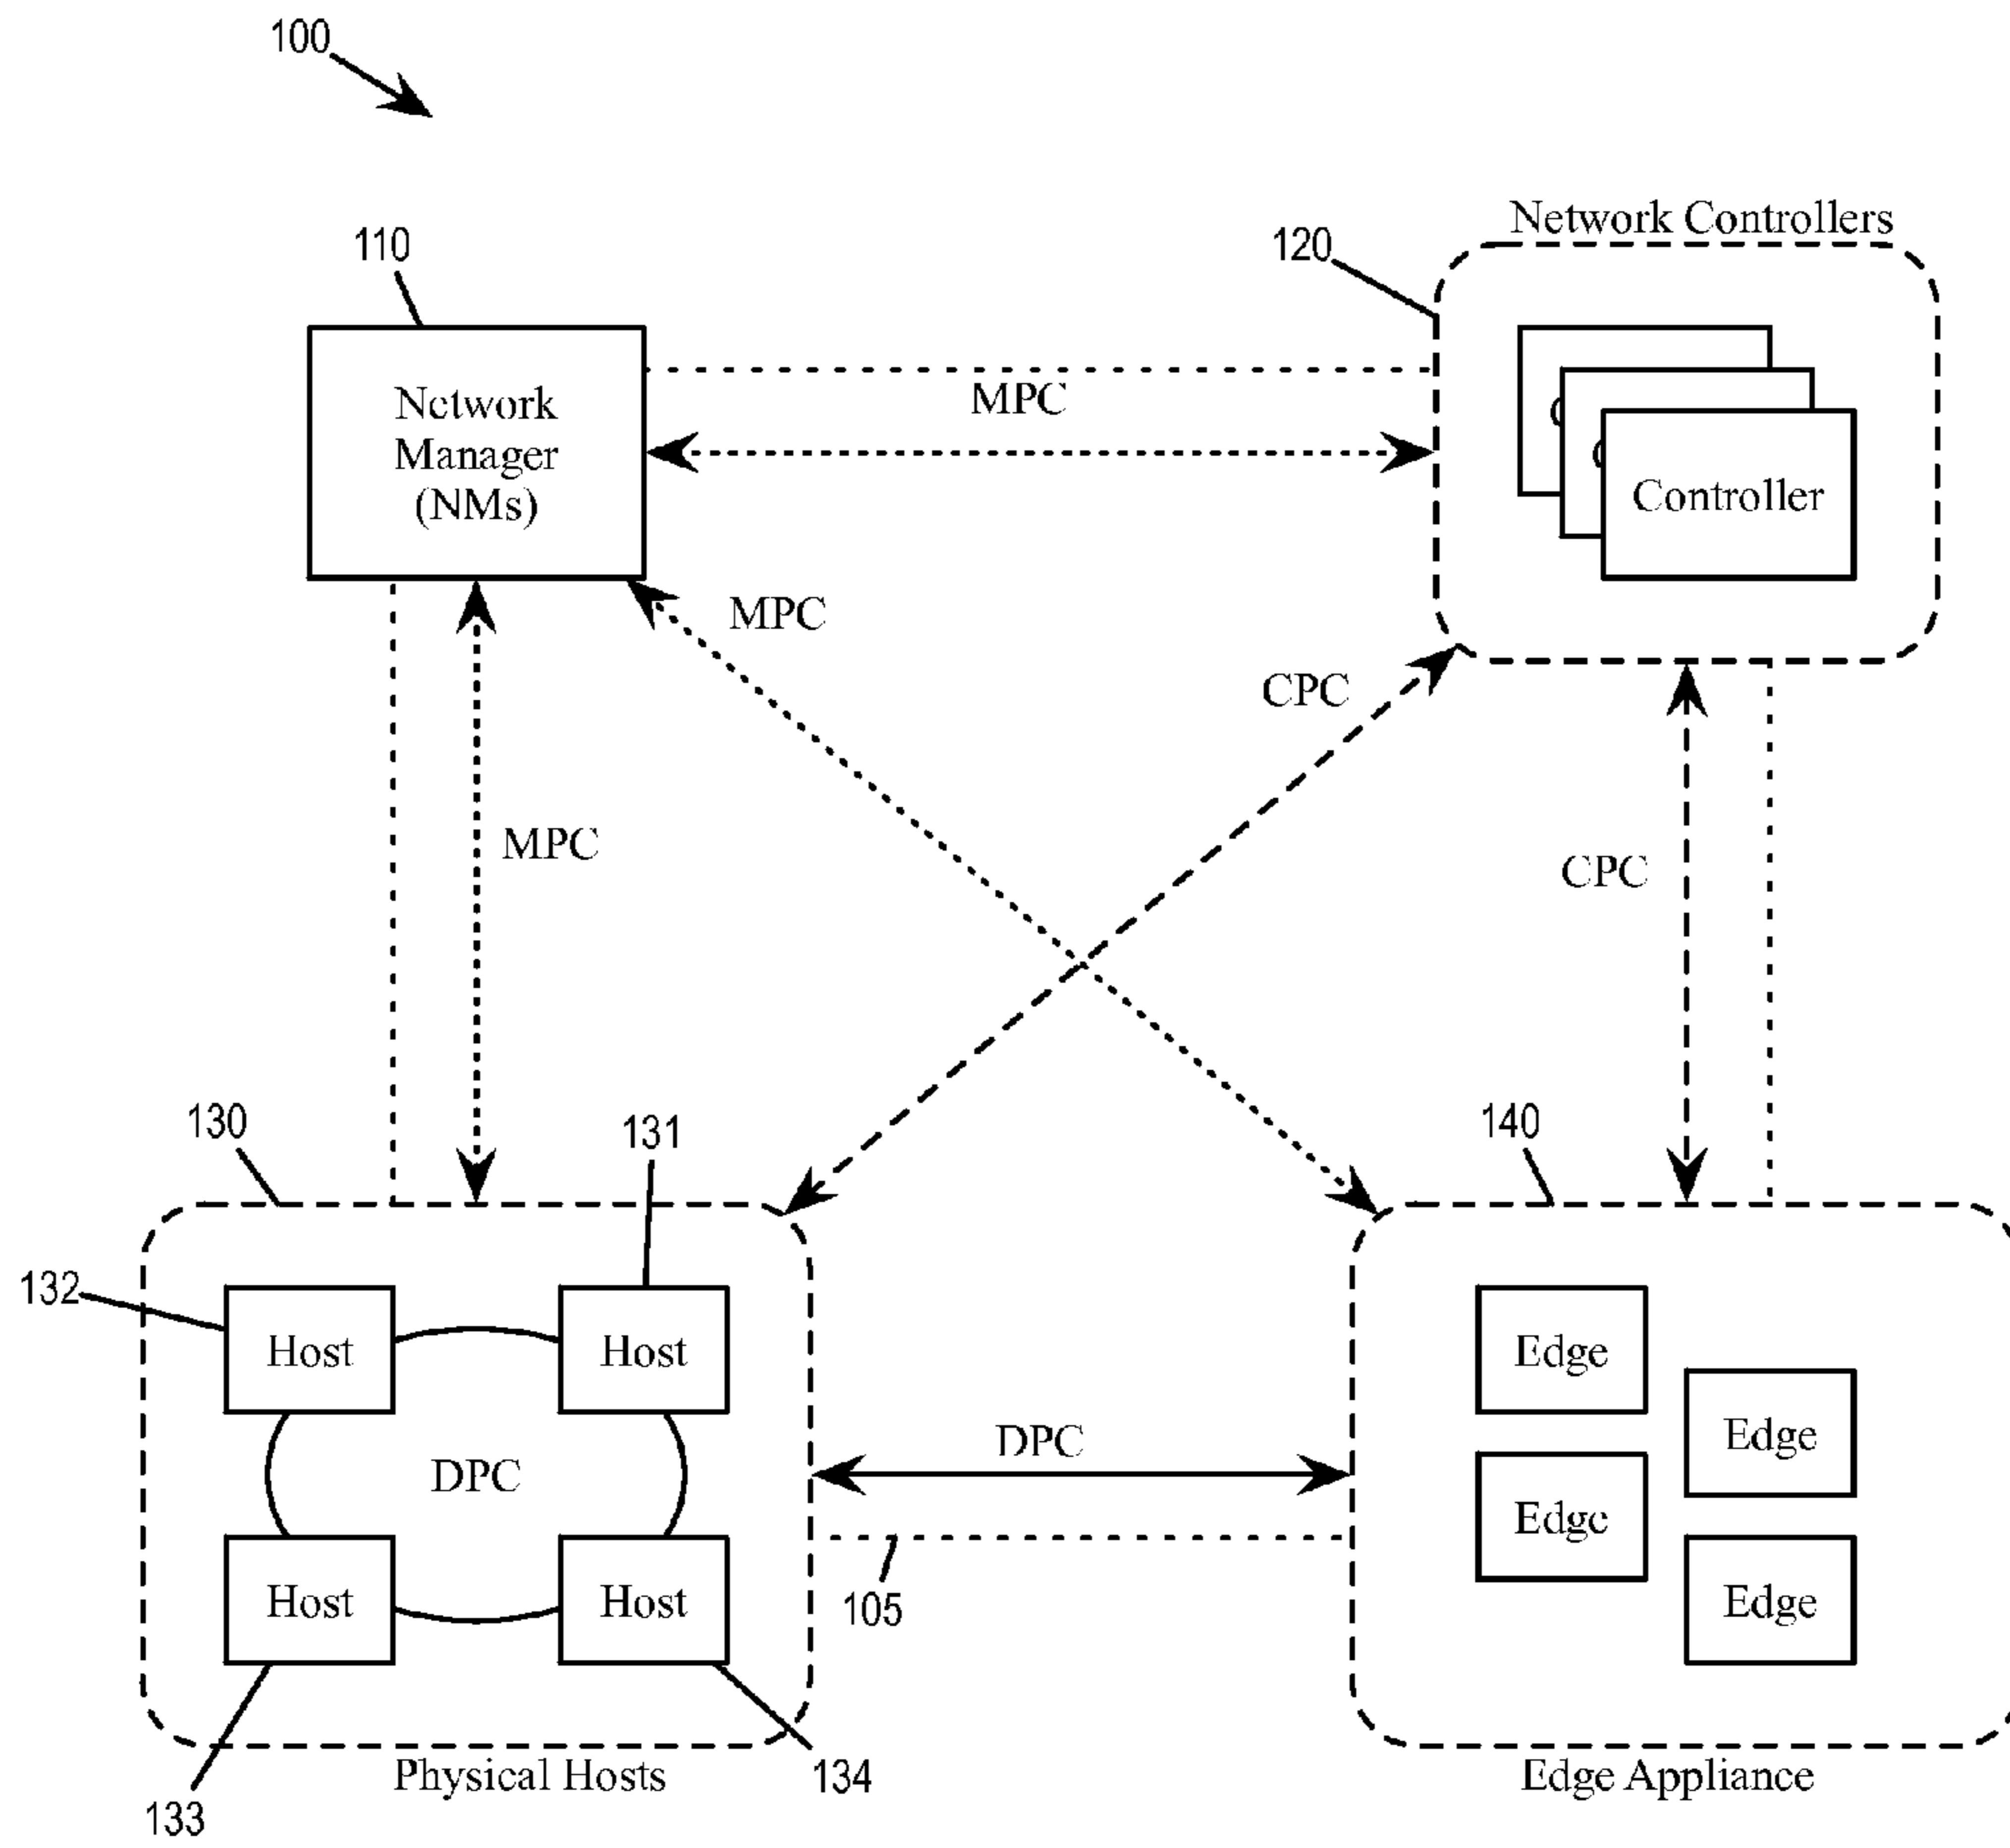 100
Network Controllers
110
120
Network
Manager
(NMs)
MPC
Controller
MPC
CPC
MPC
CPC
130
131
140
132
Host
Host
Edge
Edge
DPC
DPC
Edge
Host
Host
Edge
105
Physical Hosts
134
Edge Appliance
133